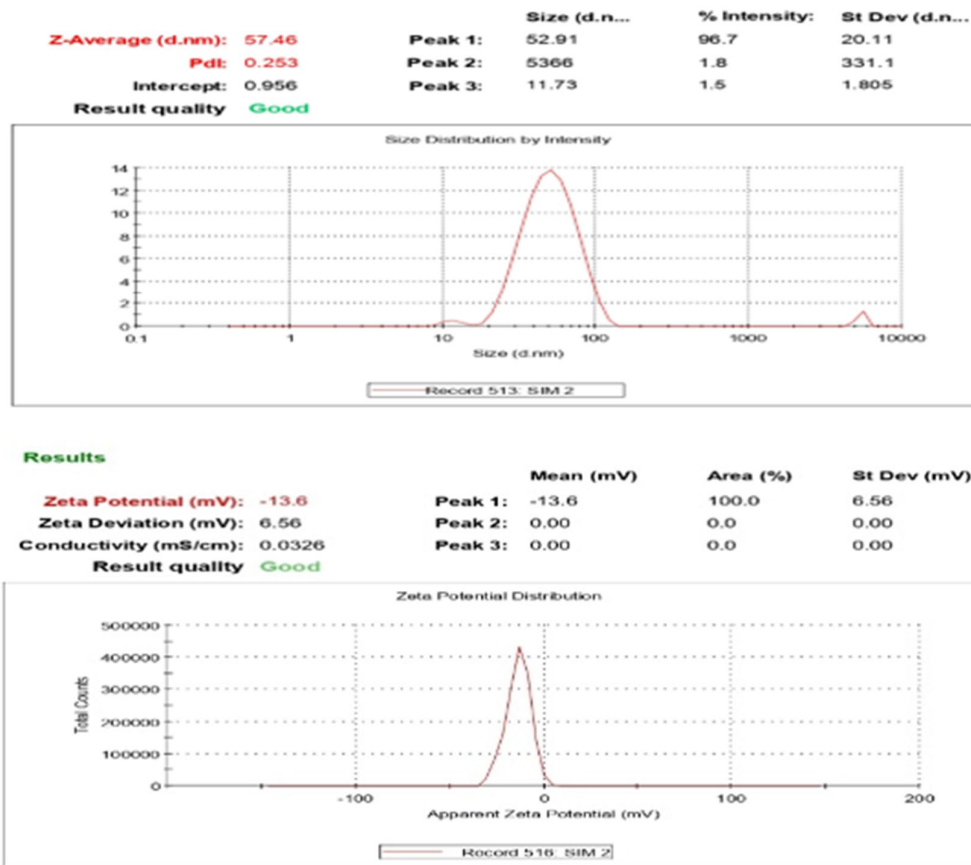 Size (d.n... % Intensity: St Dev (d.n...
Z-Average (d.nm): 57.46 Peak 1: 52.91 96.7 20.11
PdI: 0.253 Peak 2: 5366 1.8 331.1
Intercept: 0.956 Peak 3: 11.73 1.5 1.805
Result quality Good
Size Distribution by Intensity
14
12
10
8
6
4
2
0
0.1 1 10 100 1000 10000
Size (d.nm)
Record 513: SIM 2
Results
Mean (mV) Area (%) St Dev (mV)
Zeta Potential (mV): -13.6 Peak 1: -13.6 100.0 6.56
Zeta Deviation (mV): 6.56 Peak 2: 0.00 0.0 0.00
Conductivity (mS/cm): 0.0326 Peak 3: 0.00 0.0 0.00
Result quality Good
Zeta Potential Distribution
Total Counts
500000
400000
300000
200000
100000
0
-100 0 100 200
Apparent Zeta Potential (mV)
Record 516: SIM 2